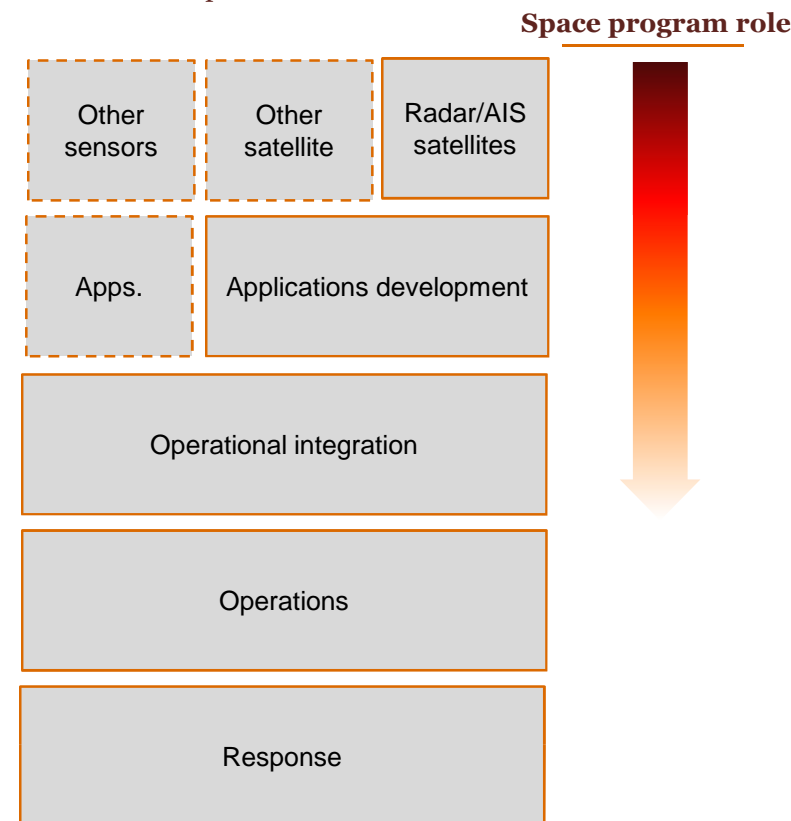 Space program role
Other
sensors
Other
satellite
Radar/AIS
satellites
Apps.
Applications development
Operational integration
Operations
Response